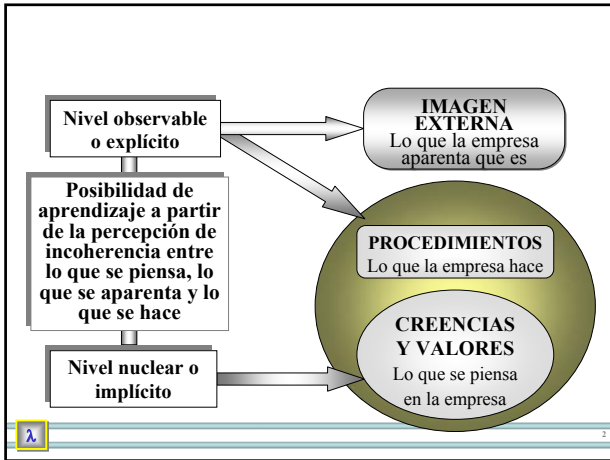 Nivel observable
o explícito
IMAGEN
EXTERNA
Lo que la empresa
aparenta que es
Posibilidad de
aprendizaje a partir
de la percepción de
incoherencia entre
lo que se piensa, lo
que se aparenta y lo
que se hace
PROCEDIMIENTOS
Lo que la empresa hace
CREENCIAS
Y VALORES
Lo que se piensa
en la empresa
Nivel nuclear o
implícito
λ
2